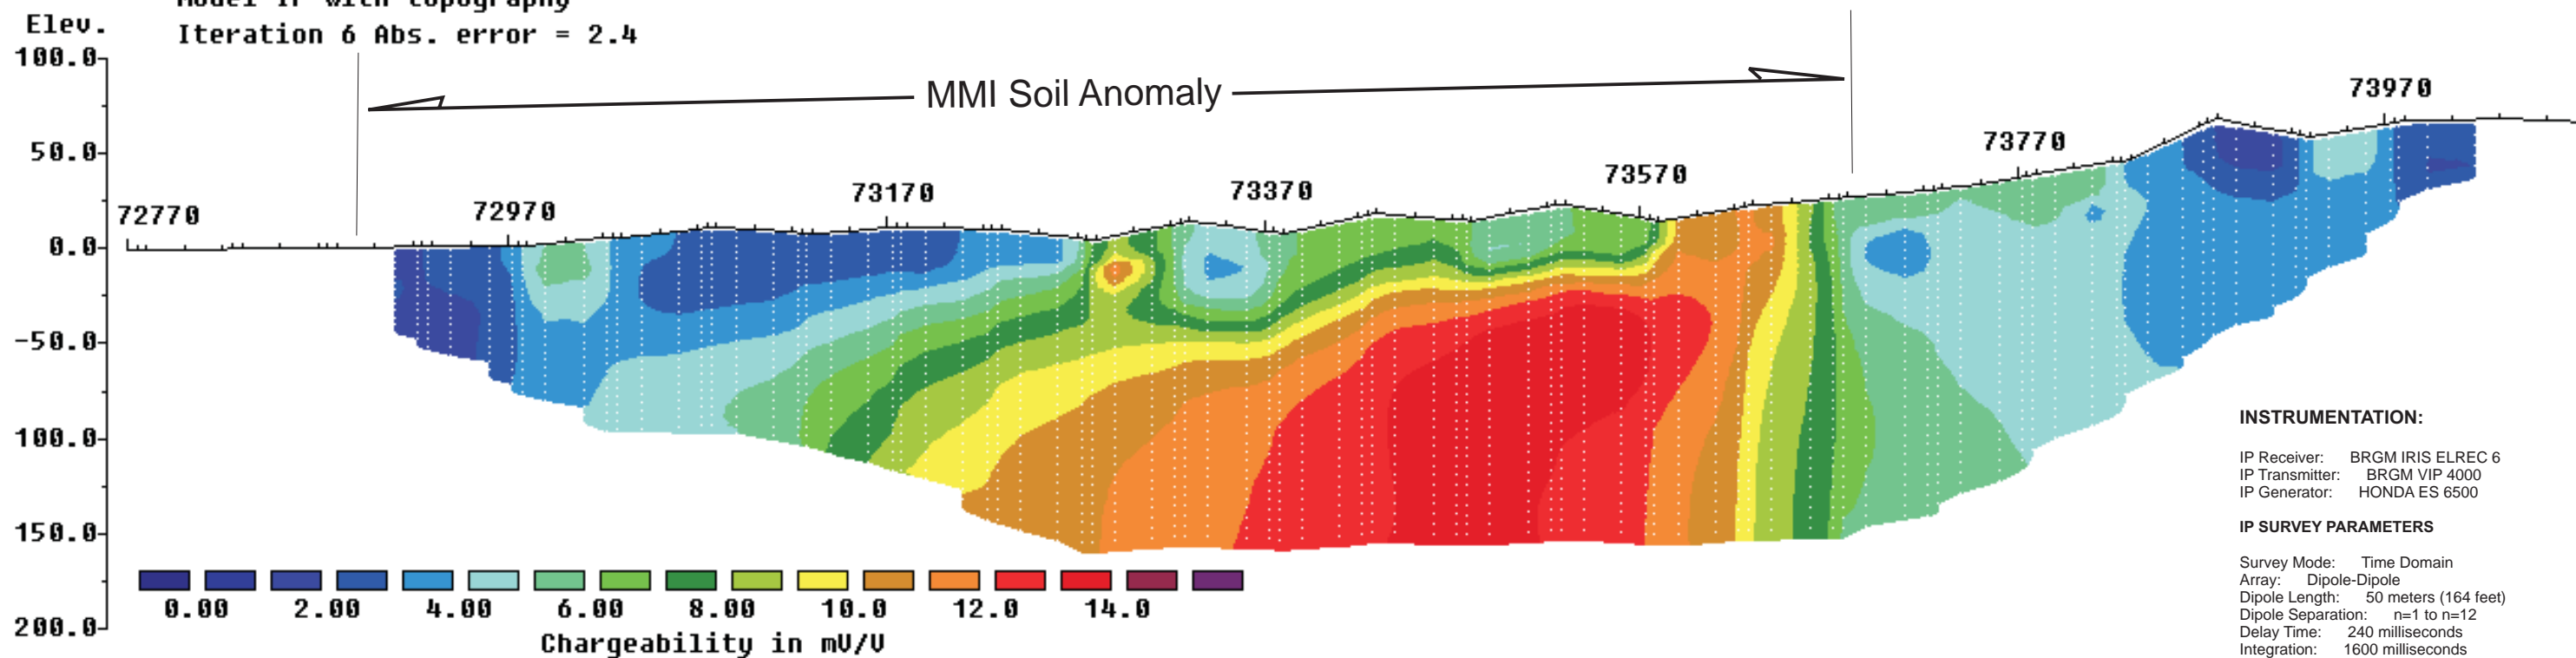 Model IP with topography
Elev.
Iteration 6 Abs. error = 2.4
100.0
MMI Soil Anomaly
73970
50.0
73770
73570
73370
73170
72970
72770
0.0
-50.0
100.0
150.0
200.0
0.00 2.00 4.00 6.00 8.00 10.0 12.0 14.0
Chargeability in mV/V
INSTRUMENTATION:
IP Receiver: BRGM IRIS ELREC 6
IP Transmitter: BRGM VIP 4000
IP Generator: HONDA ES 6500
IP SURVEY PARAMETERS
Survey Mode: Time Domain
Array: Dipole-Dipole
Dipole Length: 50 meters (164 feet)
Dipole Separation: n=1 to n=12
Delay Time: 240 milliseconds
Integration: 1600 milliseconds